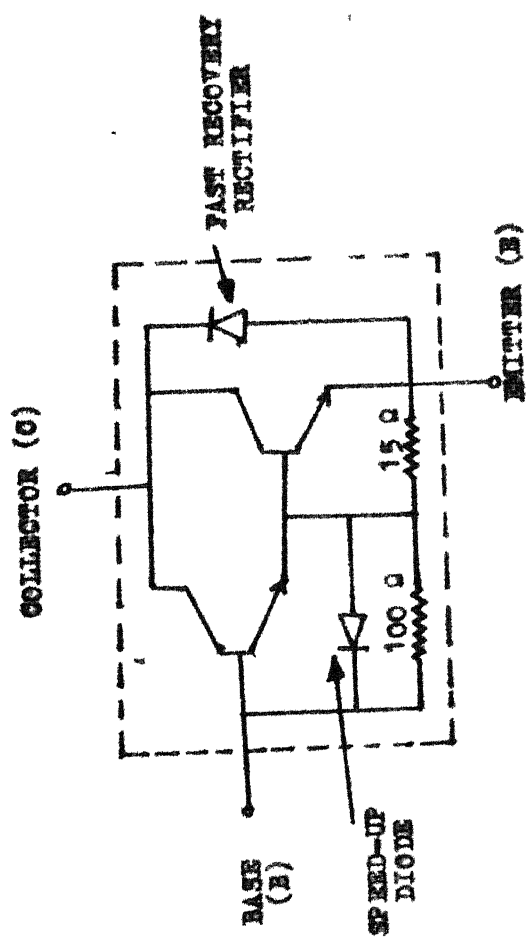 COLLECTOR (C)
FAST RECOVERY
RECTIFIER
BASE
(B)
SPEED-UP
DIODE
100 Ω
15 Ω
EMITTER (E)